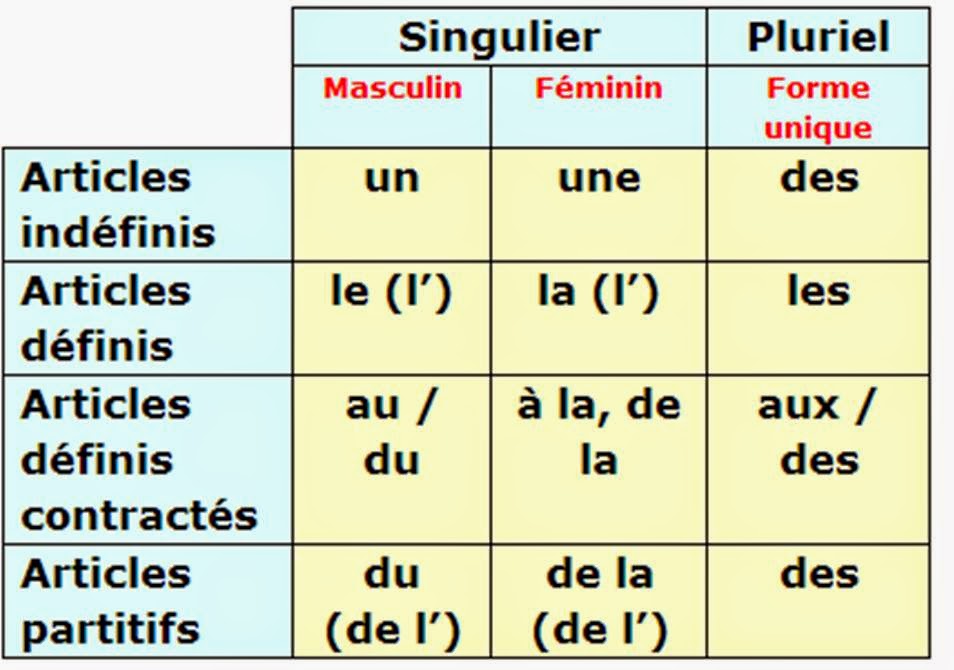 Singulier Pluriel
Masculin Féminin Forme
unique
Articles un une des
indéfinis
Articles le (l’) la (l’) les
définis
Articles au / à la, de aux /
définis du la des
contractés
Articles du de la des
partitifs (de l’) (de l’)